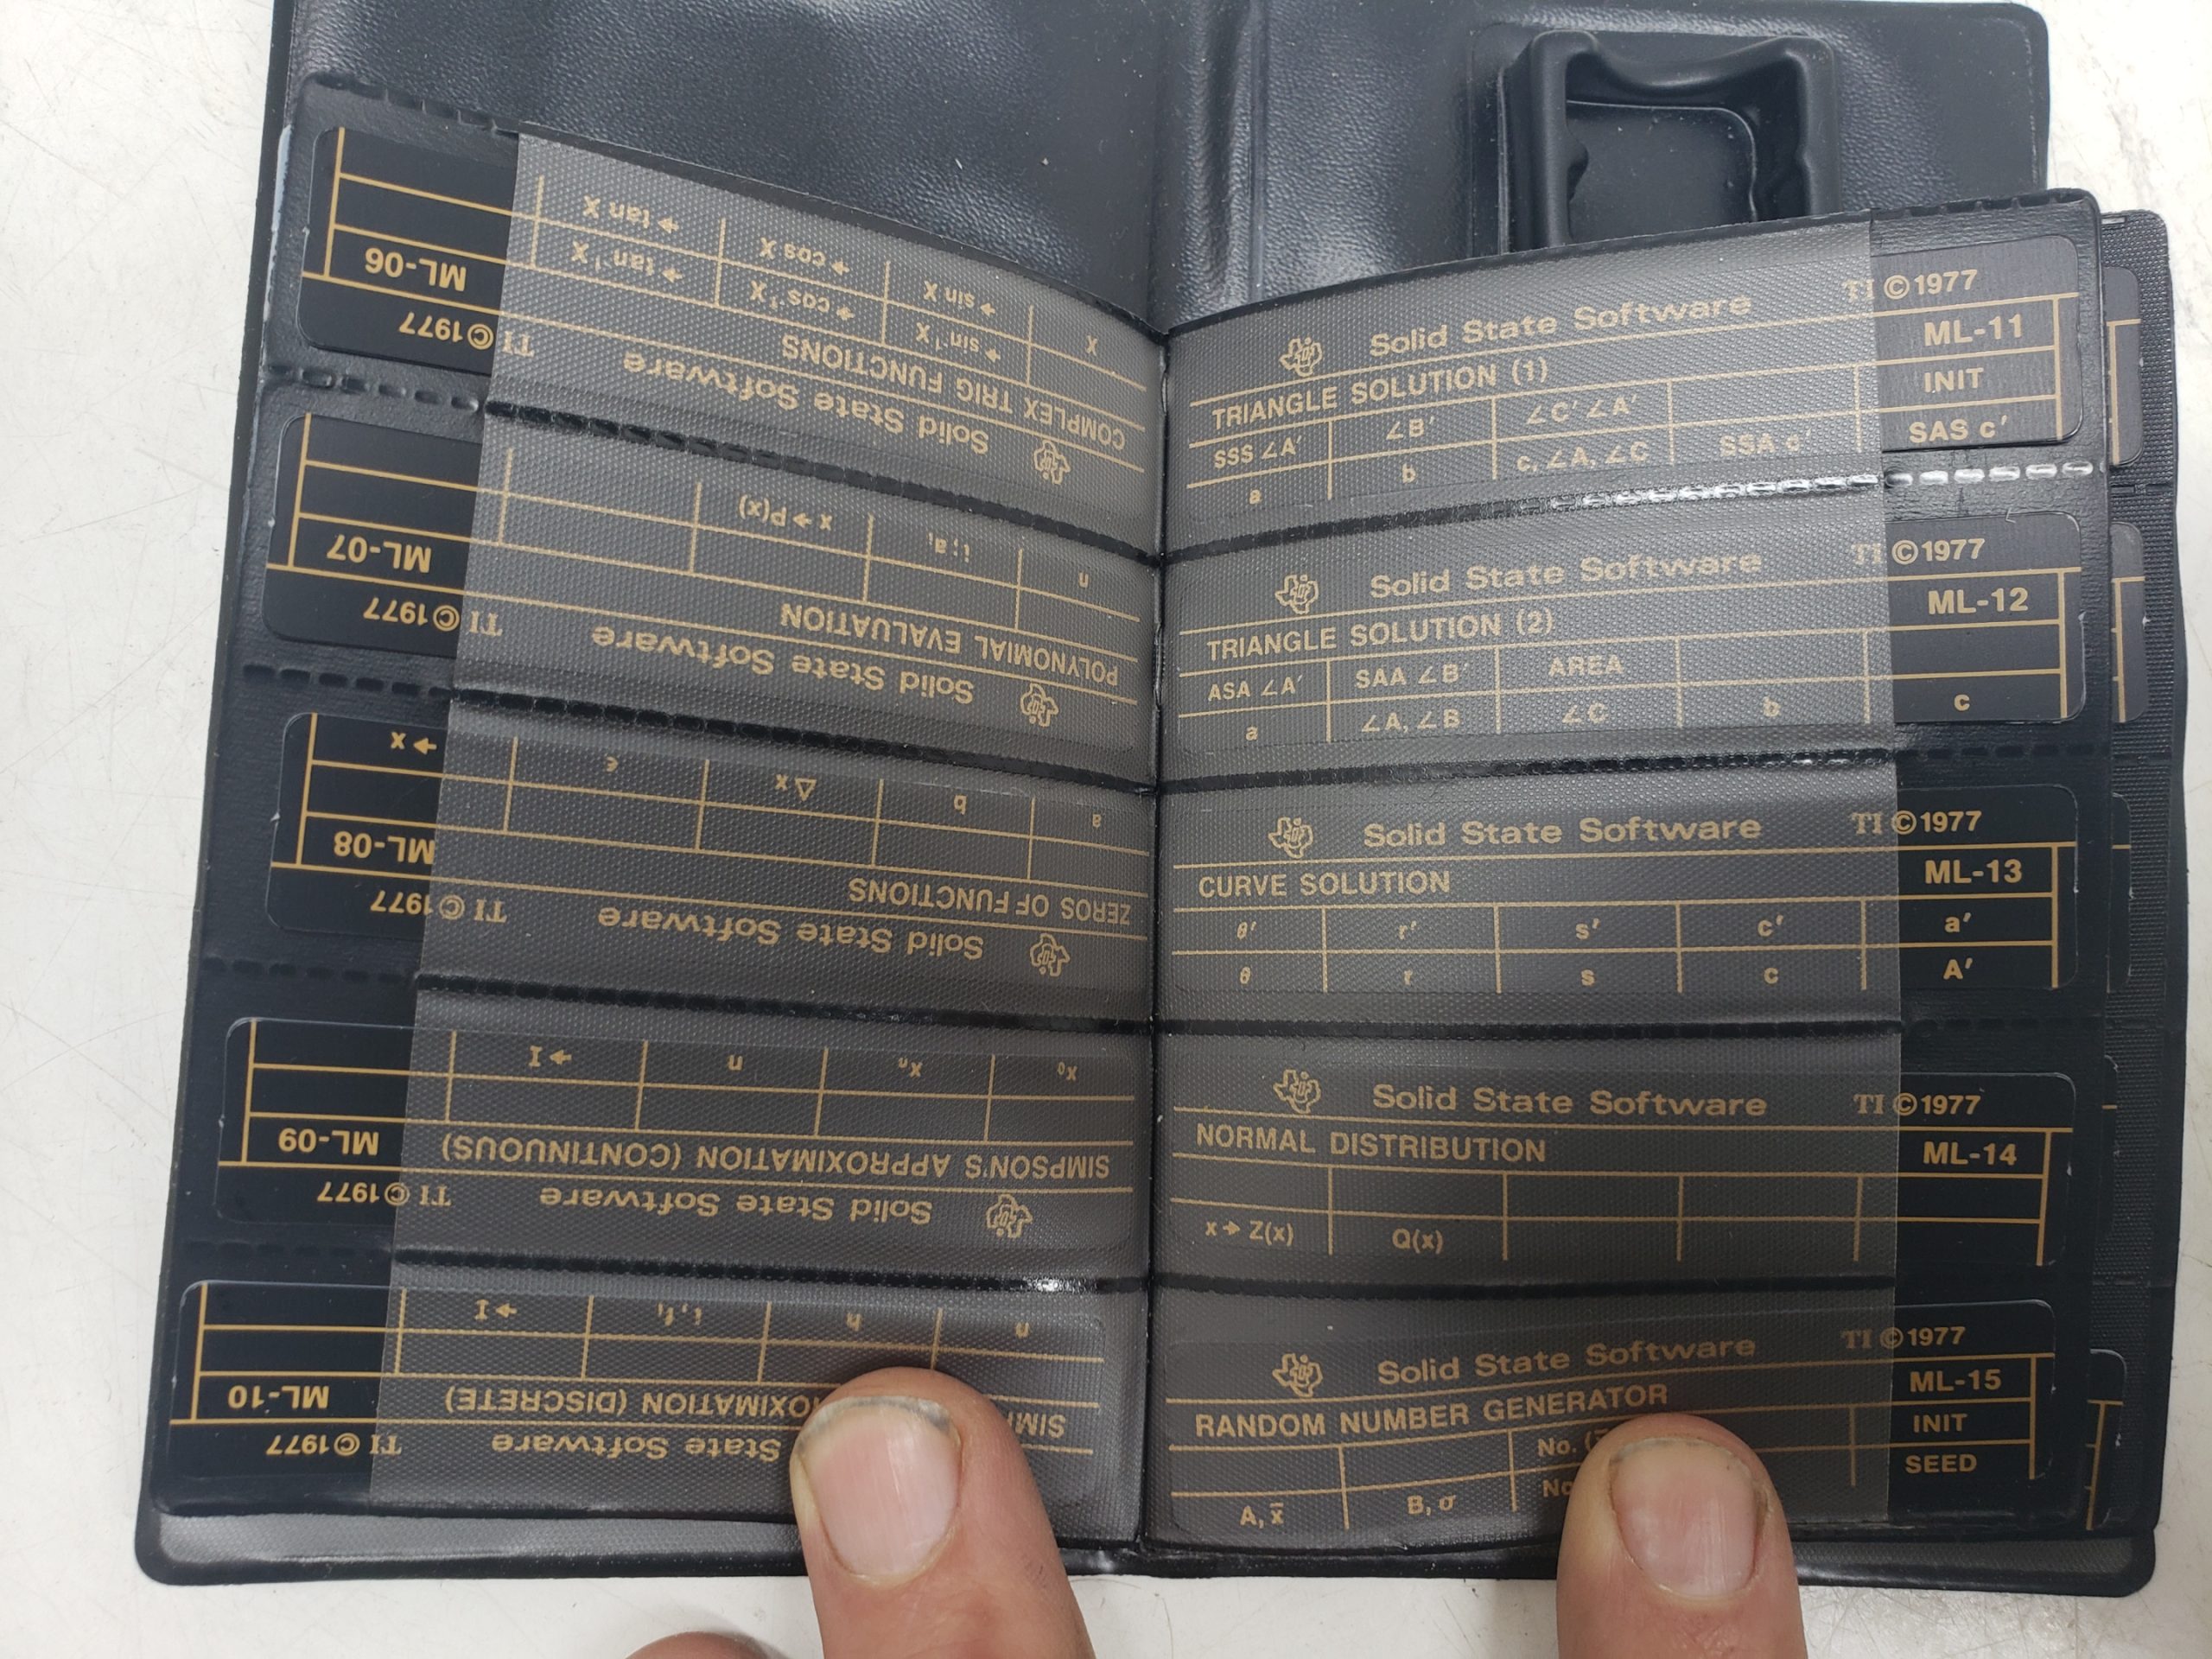 TI ©1977
Solid State Software
COMPLEX TRIG FUNCTIONS ML-06
→sin⁻¹X →cos⁻¹X →tan⁻¹X
X →sin X →cos X →tan X
Solid State Software TI ©1977
POLYNOMIAL EVALUATION ML-07
n i; aᵢ x→P(x)
Solid State Software TI ©1977
ZEROS OF FUNCTIONS ML-08
a b △x ε →x
Solid State Software TI ©1977
SIMPSON'S APPROXIMATION (CONTINUOUS) ML-09
x₀ xₙ n →I
State Software TI ©1977
(DISCRETE) ML-10
n h i, fᵢ →I
Solid State Software TI ©1977
TRIANGLE SOLUTION (1) ML-11
SSS ∠A′ ∠B′ ∠C′ ∠A′ INIT
a b c, ∠A, ∠C SSA c′ SAS c′
Solid State Software TI ©1977
TRIANGLE SOLUTION (2) ML-12
ASA ∠A′ SAA ∠B′ AREA
a ∠A, ∠B ∠C b c
Solid State Software TI ©1977
CURVE SOLUTION ML-13
θ′ r′ s′ c′ a′
θ r s c A′
Solid State Software TI ©1977
NORMAL DISTRIBUTION ML-14
x→Z(x) Q(x)
Solid State Software TI ©1977
RANDOM NUMBER GENERATOR ML-15
No. INIT
A, x̄ B, σ SEED